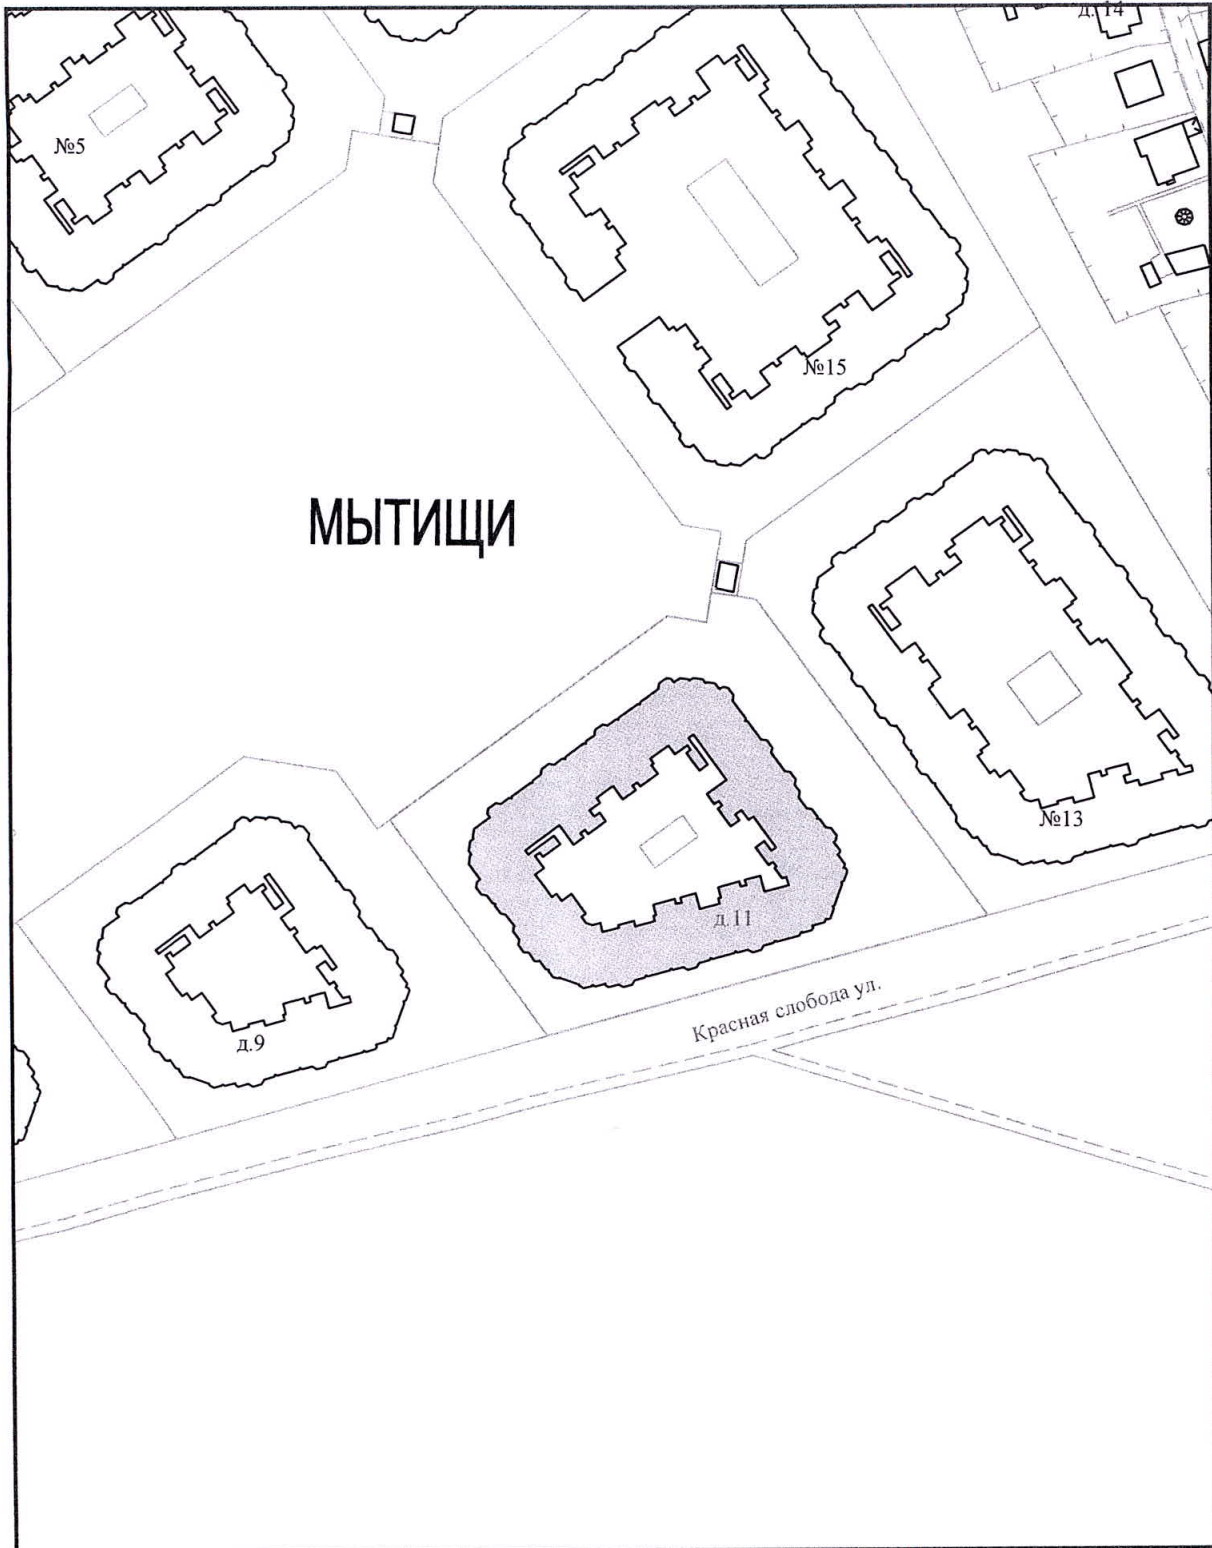 д. 14
№5
№15
МЫТИЩИ
№13
д.11
Красная слобода ул.
д.9